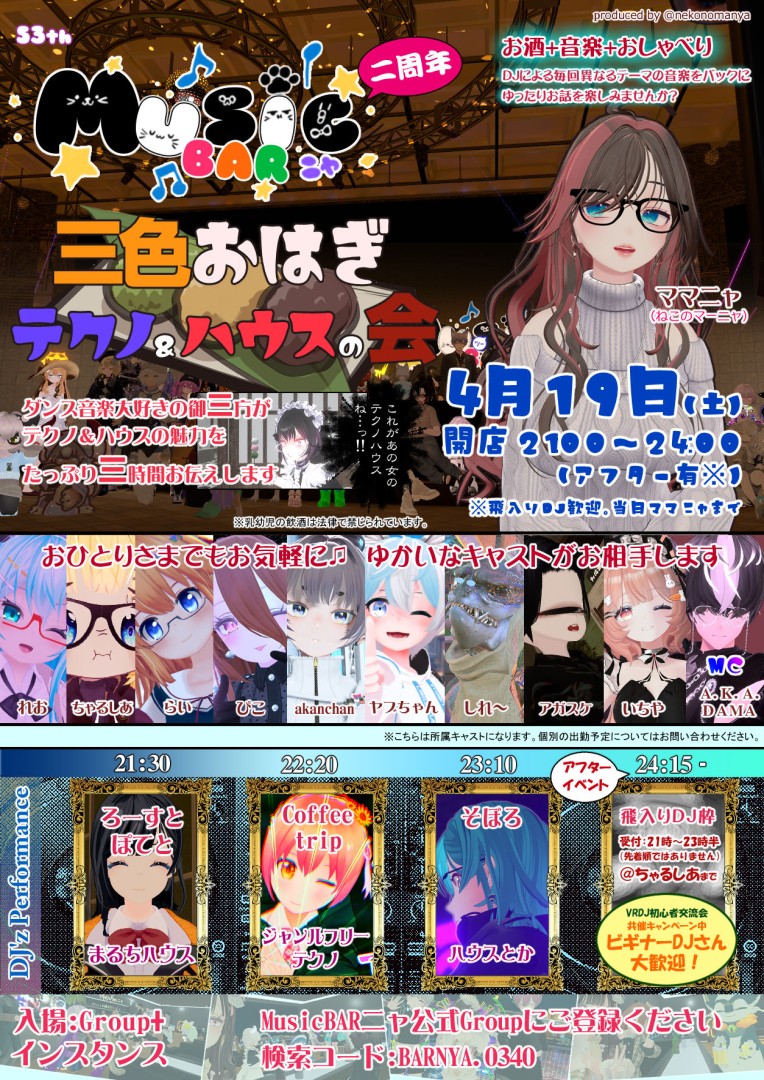 produced by @nekonomanya
53th
Music
BAR ニャ
二周年
お酒+音楽+おしゃべり
DJによる毎回異なるテーマの音楽をバックに
ゆったりお話を楽しみませんか?
三色おはぎ
テクノ&ハウスの会
ママニャ
(ねこのマーニャ)
ダンス音楽大好きの御三方が
テクノ&ハウスの魅力を
たっぷり三時間お伝えします
これがあの女の
テクノハウス
ね…っ!!
4月19日(土)
開店 2100~24:00
(アフター有※)
※飛入りDJ歓迎。当日ママニャまで
※乳幼児の飲酒は法律で禁じられています。
おひとりさまでもお気軽に♫ ゆかいなキャストがお相手します
れお
ちゃるしあ
らい
ぴこ
akanchan
ヤブちゃん
しれ~
アガスケ
いちや
MC
A.K.A.
DAMA
※こちらは所属キャストになります。個別の出勤予定についてはお問い合わせください。
DJ'z Performance
21:30
ろーすと
ぽてと
まるちハウス
22:20
Coffee
trip
ジャンルフリー
テクノ
23:10
そぼろ
ハウスとか
アフター
イベント
24:15 -
飛入りDJ枠
受付:21時~23時半
(先着順ではありません)
@ちゃるしあまで
VRDJ初心者交流会
共催キャンペーン中
ビギナーDJさん
大歓迎!
入場:Group+
インスタンス
MusicBARニャ公式Groupにご登録ください
検索コード:BARNYA.0340